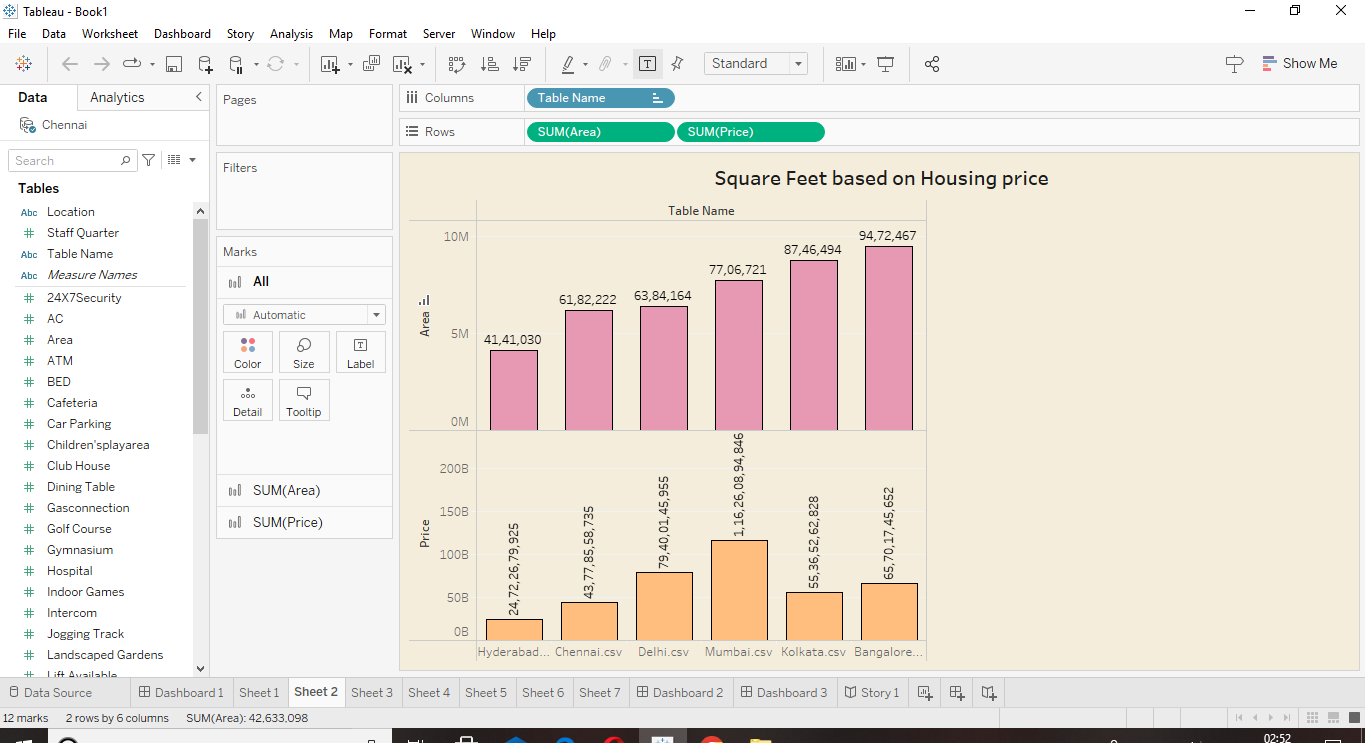 Tableau - Book1
File Data Worksheet Dashboard Story Analysis Map Format Server Window Help
Standard
Show Me
Data Analytics
Chennai
Search
Tables
Abc Location
Staff Quarter
Abc Table Name
Abc Measure Names
24X7Security
AC
Area
ATM
BED
Cafeteria
Car Parking
Children'splayarea
Club House
Dining Table
Gasconnection
Golf Course
Gymnasium
Hospital
Indoor Games
Intercom
Jogging Track
Landscaped Gardens
Lift Available
Pages
Filters
Marks
All
Automatic
Color Size Label
Detail Tooltip
SUM(Area)
SUM(Price)
Columns Table Name
Rows SUM(Area) SUM(Price)
Square Feet based on Housing price
Table Name
Area
10M
5M
0M
41,41,030
61,82,222
63,84,164
77,06,721
87,46,494
94,72,467
Price
200B
150B
100B
50B
0B
24,72,26,79,925
43,77,85,58,735
79,40,01,45,955
1,16,26,08,94,846
55,36,52,62,828
65,70,17,45,652
Hyderabad... Chennai.csv Delhi.csv Mumbai.csv Kolkata.csv Bangalore...
Data Source Dashboard 1 Sheet 1 Sheet 2 Sheet 3 Sheet 4 Sheet 5 Sheet 6 Sheet 7 Dashboard 2 Dashboard 3 Story 1
12 marks 2 rows by 6 columns SUM(Area): 42,633,098
02:52